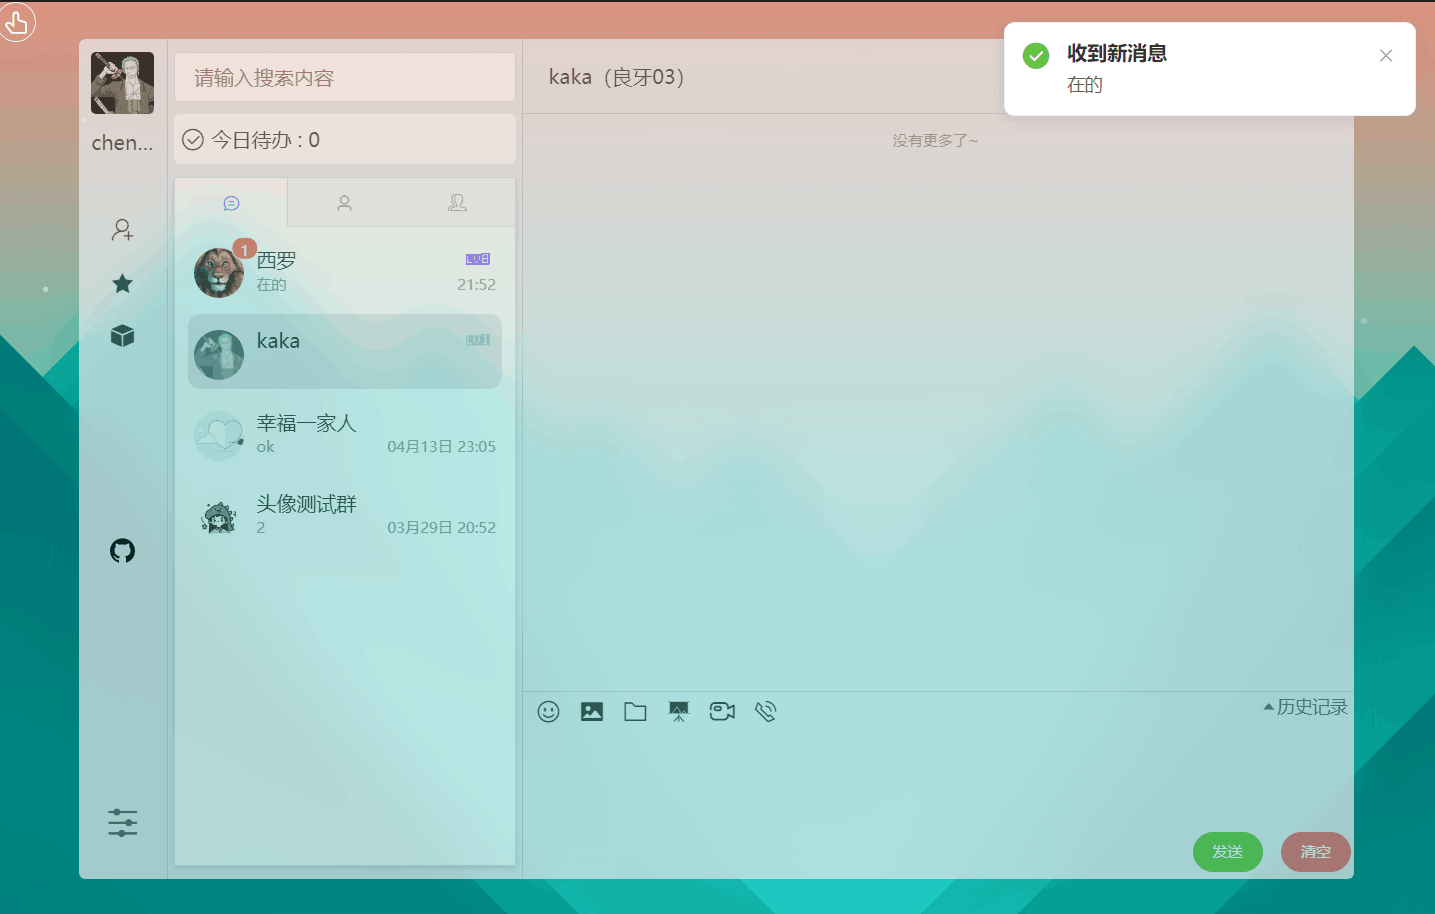 收到新消息
在的
请输入搜索内容
kaka（良牙03）
chen...
今日待办 : 0
没有更多了~
1
西罗
LV8
在的
21:52
kaka
LV1
幸福一家人
ok
04月13日 23:05
头像测试群
2
03月29日 20:52
历史记录
发送
清空